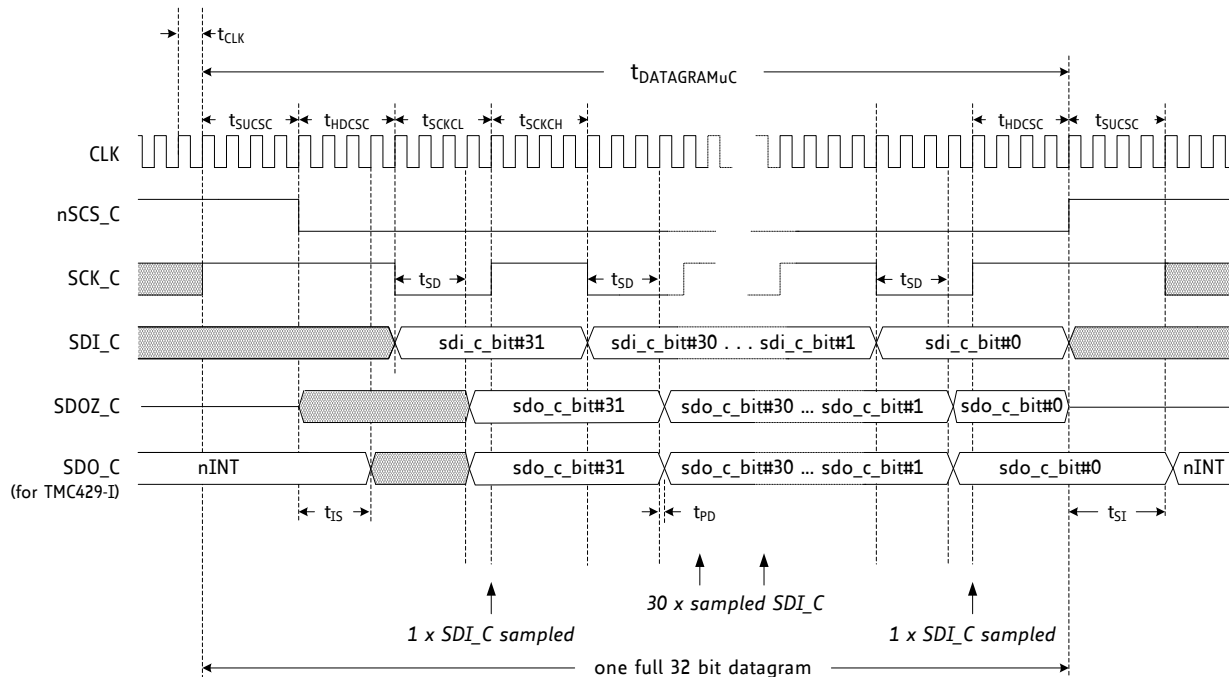 tCLK
tDATAGRAMuC
tSUCSC tHDCSC tSCKCL tSCKCH tHDCSC tSUCSC
CLK
nSCS_C
SCK_C tSD tSD tSD
SDI_C sdi_c_bit#31 sdi_c_bit#30 . . . sdi_c_bit#1 sdi_c_bit#0
SDOZ_C sdo_c_bit#31 sdo_c_bit#30 ... sdo_c_bit#1 sdo_c_bit#0
SDO_C nINT sdo_c_bit#31 sdo_c_bit#30 ... sdo_c_bit#1 sdo_c_bit#0 nINT
(for TMC429-I)
tIS tPD tSI
30 x sampled SDI_C
1 x SDI_C sampled 1 x SDI_C sampled
one full 32 bit datagram